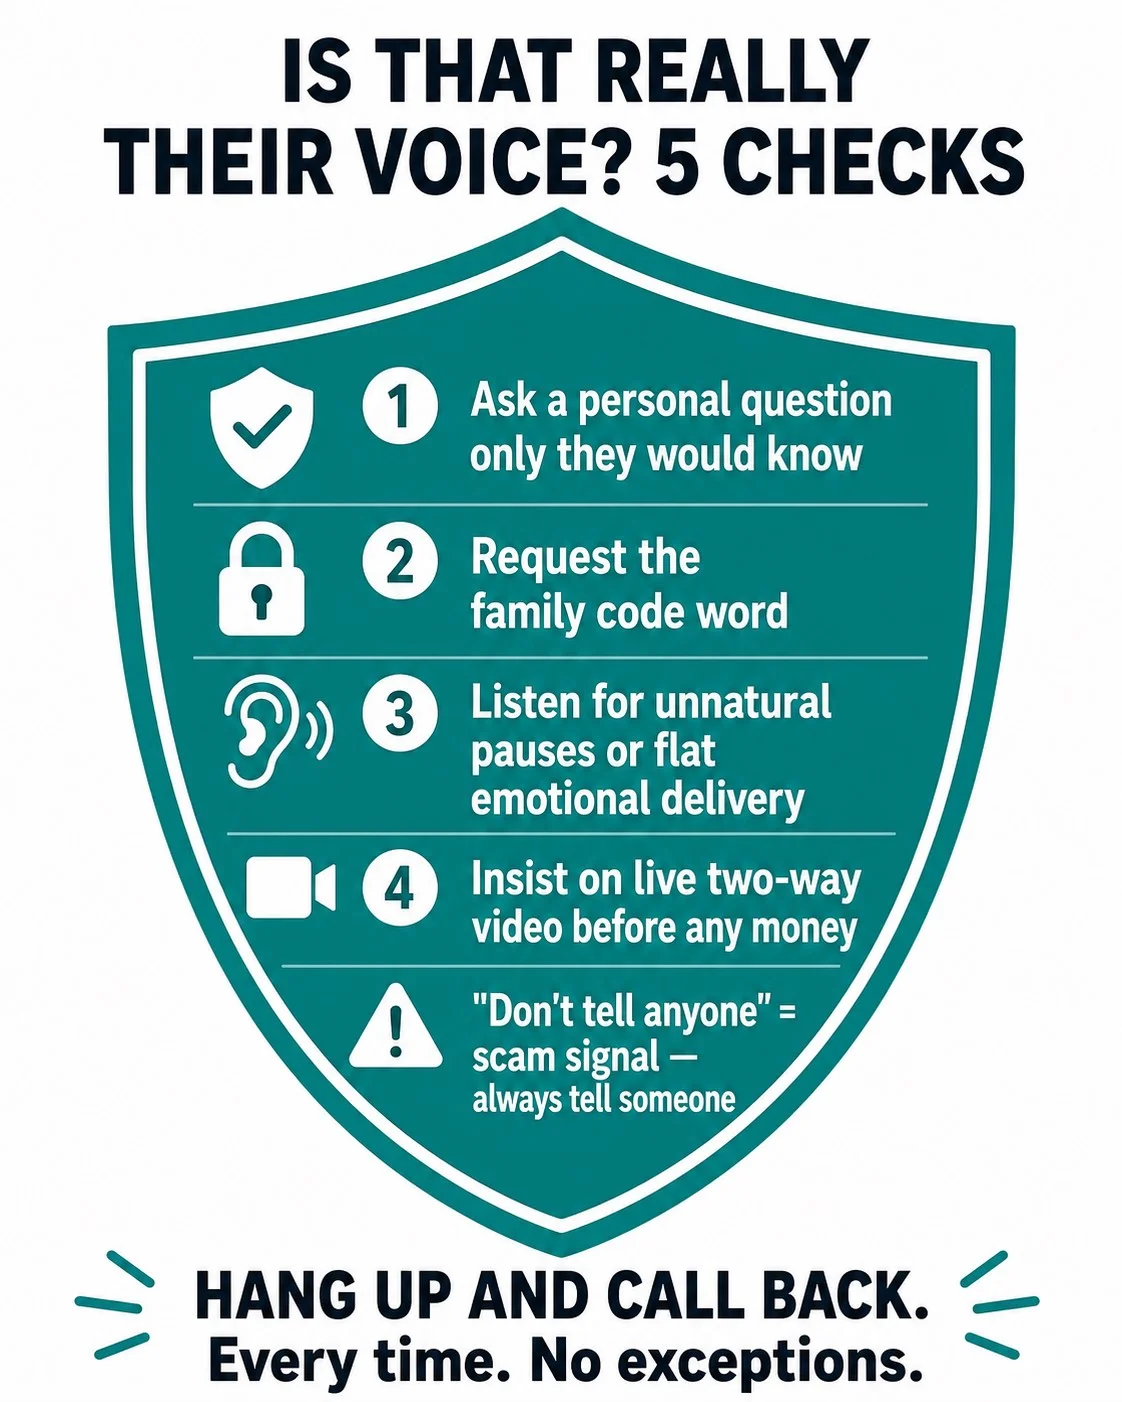 IS THAT REALLY
THEIR VOICE? 5 CHECKS
1 Ask a personal question
only they would know
2 Request the
family code word
3 Listen for unnatural
pauses or flat
emotional delivery
4 Insist on live two-way
video before any money
! "Don't tell anyone" =
scam signal —
always tell someone
HANG UP AND CALL BACK.
Every time. No exceptions.